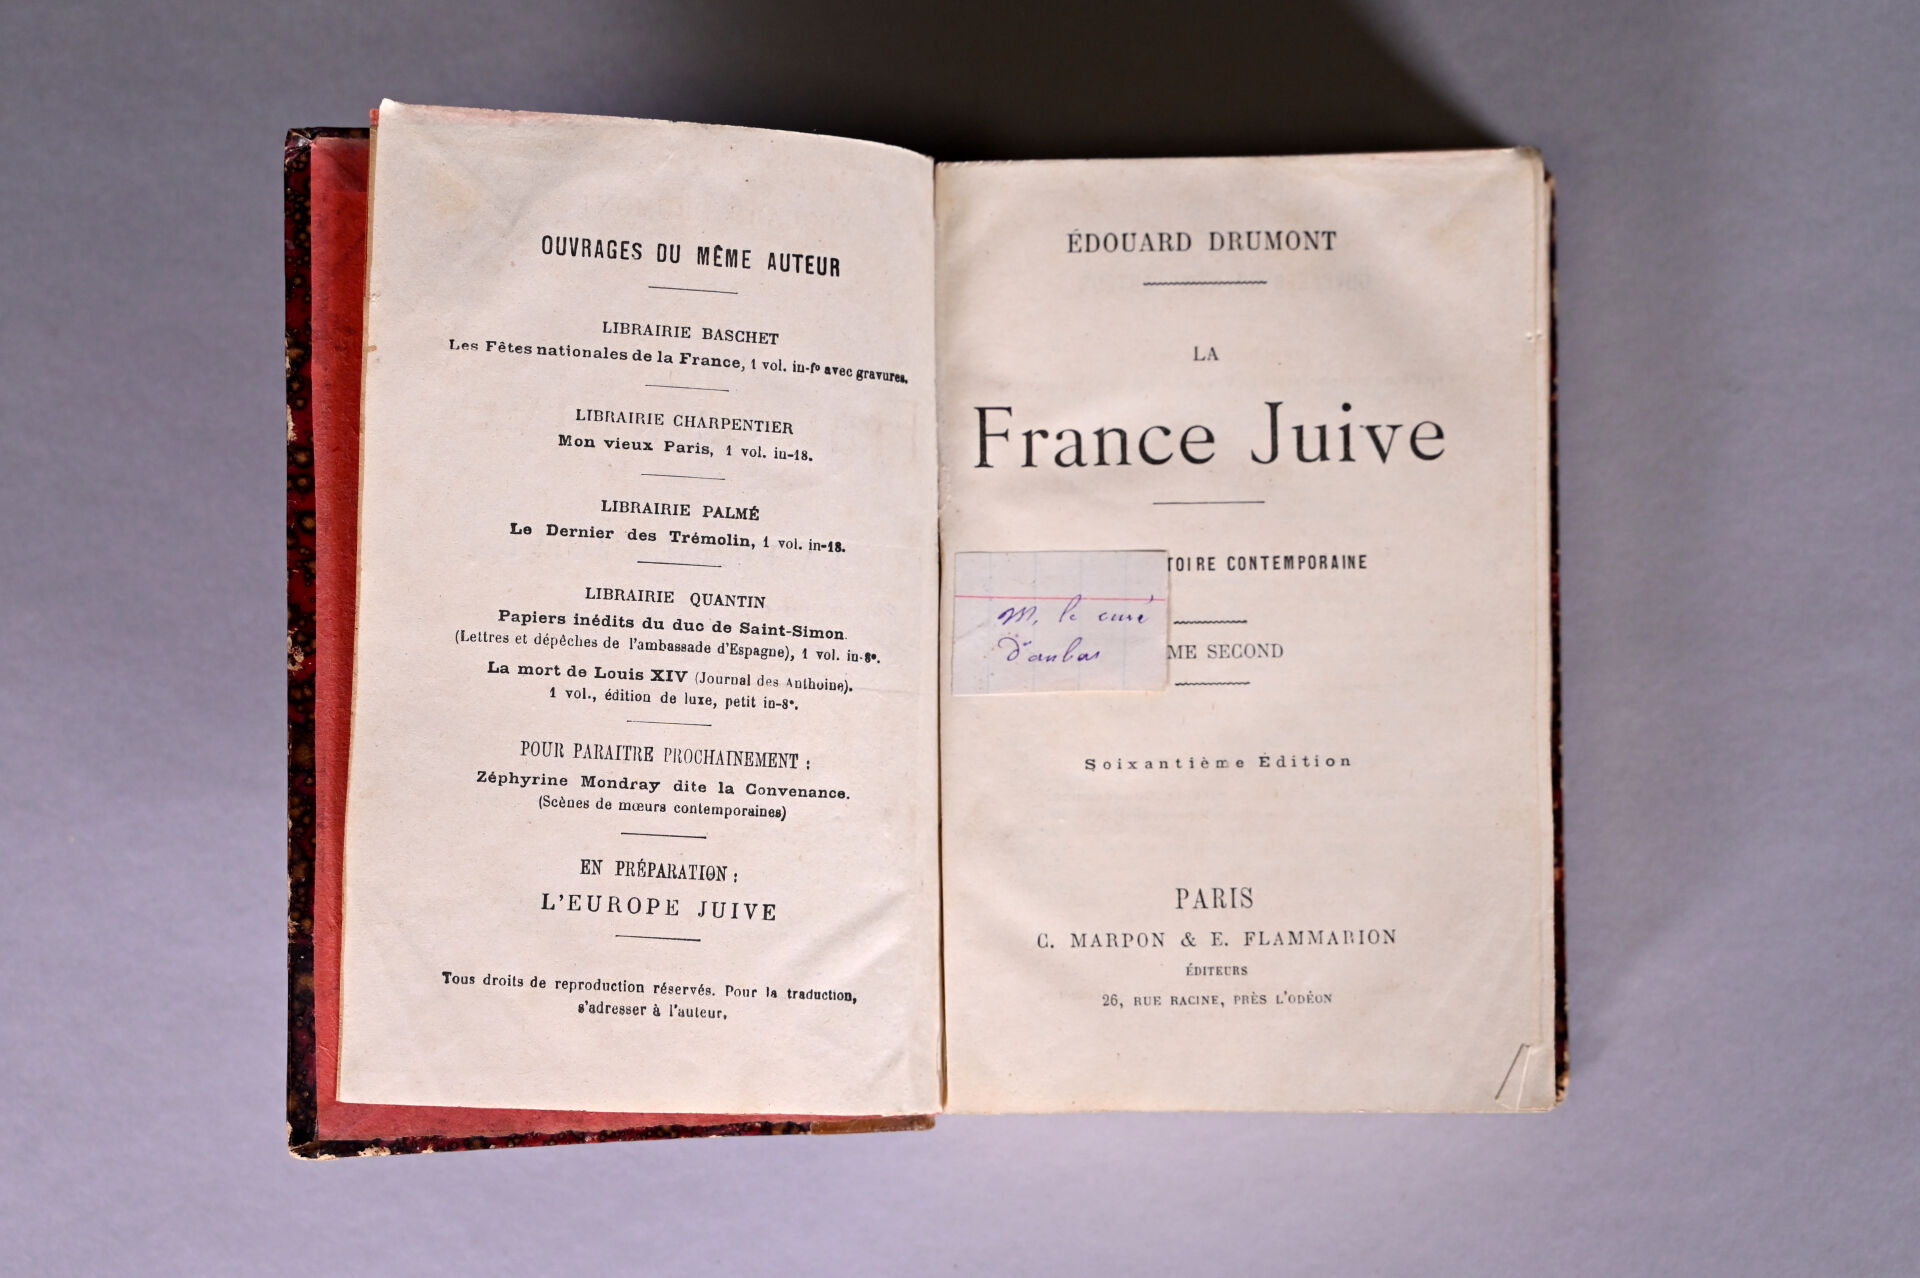 OUVRAGES DU MÊME AUTEUR
LIBRAIRIE BASCHET
Les Fêtes nationales de la France, 1 vol. in-fº avec gravures.
LIBRAIRIE CHARPENTIER
Mon vieux Paris, 1 vol. in-18.
LIBRAIRIE PALMÉ
Le Dernier des Trémolin, 1 vol. in-18.
LIBRAIRIE QUANTIN
Papiers inédits du duc de Saint-Simon.
(Lettres et dépêches de l'ambassade d'Espagne), 1 vol. in-8º.
La mort de Louis XIV (Journal des Anthoine).
1 vol., édition de luxe, petit in-8º.
POUR PARAITRE PROCHAINEMENT :
Zéphyrine Mondray dite la Convenance.
(Scènes de mœurs contemporaines)
EN PRÉPARATION :
L'EUROPE JUIVE
Tous droits de reproduction réservés. Pour la traduction,
s'adresser à l'auteur.
ÉDOUARD DRUMONT
LA
France Juive
TOIRE CONTEMPORAINE
M. le curé
D'aubas
ME SECOND
Soixantième Édition
PARIS
C. MARPON & E. FLAMMARION
ÉDITEURS
26, RUE RACINE, PRÈS L'ODÉON